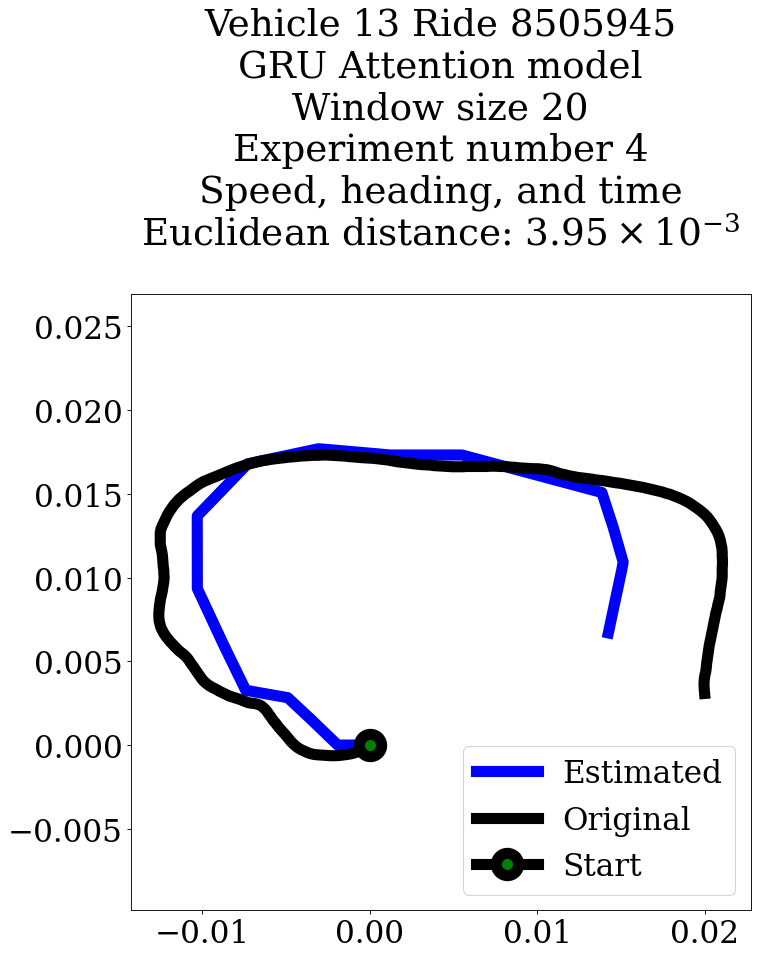 Vehicle 13 Ride 8505945
GRU Attention model
Window size 20
Experiment number 4
Speed, heading, and time
Euclidean distance: 3.95 × 10⁻³
0.025
0.020
0.015
0.010
0.005
0.000
−0.005
−0.01
0.00
0.01
0.02
Estimated
Original
Start